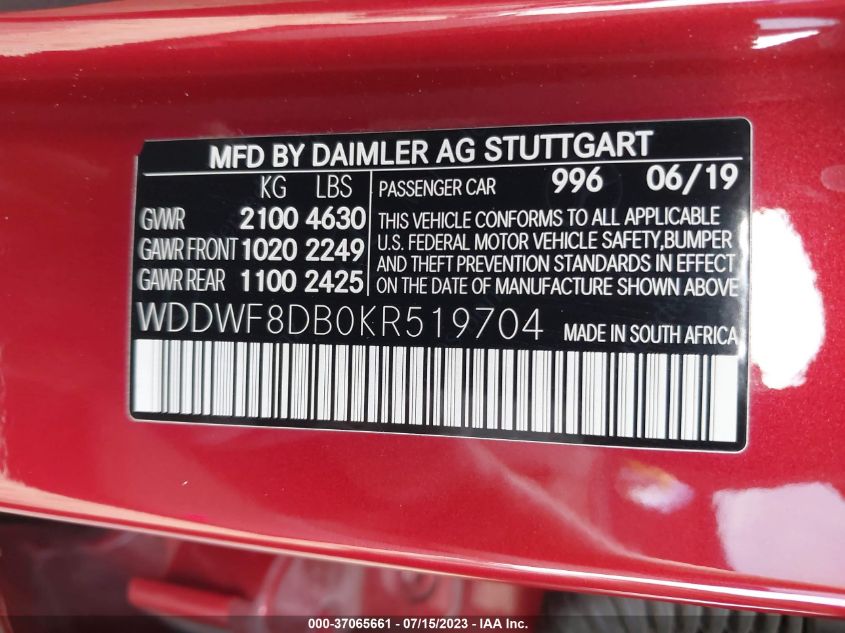 MFD BY DAIMLER AG STUTTGART
KG LBS
GVWR 2100 4630
GAWR FRONT 1020 2249
GAWR REAR 1100 2425
PASSENGER CAR 996 06/19
THIS VEHICLE CONFORMS TO ALL APPLICABLE
U.S. FEDERAL MOTOR VEHICLE SAFETY,BUMPER
AND THEFT PREVENTION STANDARDS IN EFFECT
ON THE DATE OF MANUFACTURE SHOWN ABOVE
WDDWF8DB0KR519704 MADE IN SOUTH AFRICA
000-37065661 - 07/15/2023 - IAA Inc.